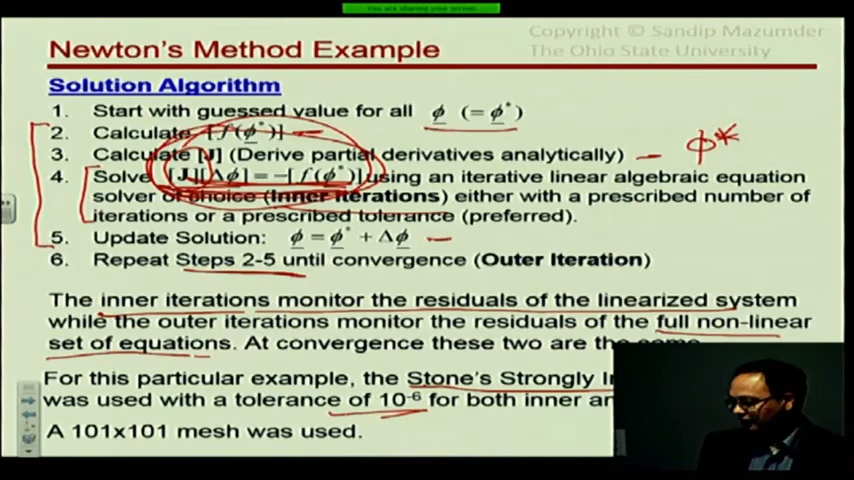 You are sharing your screen
Copyright © Sandip Mazumder
The Ohio State University
Newton's Method Example
Solution Algorithm
1. Start with guessed value for all ϕ (= ϕ*)
2. Calculate [f(ϕ*)]
3. Calculate [J] (Derive partial derivatives analytically)
ϕ*
4. Solve [J][Δϕ] = −[f(ϕ*)] using an iterative linear algebraic equation
solver of choice (Inner Iterations) either with a prescribed number of
iterations or a prescribed tolerance (preferred).
5. Update Solution: ϕ = ϕ* + Δϕ
6. Repeat Steps 2-5 until convergence (Outer Iteration)
The inner iterations monitor the residuals of the linearized system
while the outer iterations monitor the residuals of the full non-linear
set of equations. At convergence these two are the same.
For this particular example, the Stone's Strongly
was used with a tolerance of 10⁻⁶ for both inner
A 101x101 mesh was used.